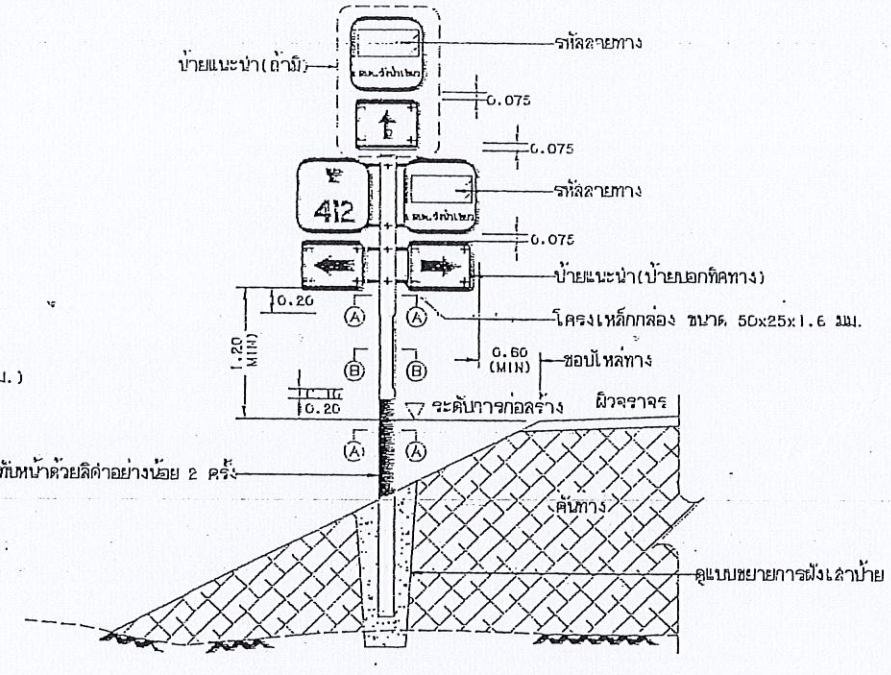 รหัสสายทาง
ป้ายแนะนำ(ถ้ามี)
0.075
0.075
รหัสสายทาง
412
0.075
ป้ายแนะนำ(ป้ายบอกทิศทาง)
0.20
A A
โครงเหล็กกล่อง ขนาด 50x25x1.6 มม.
1.20
(MIN)
0.60
(MIN)
ขอบไหล่ทาง
B B
ม.)
0.20
ระดับการก่อสร้าง
ผิวจราจร
A A
ทับหน้าด้วยสีดำอย่างน้อย 2 ครั้ง
คันทาง
ดูแบบขยายการฝังเสาป้าย